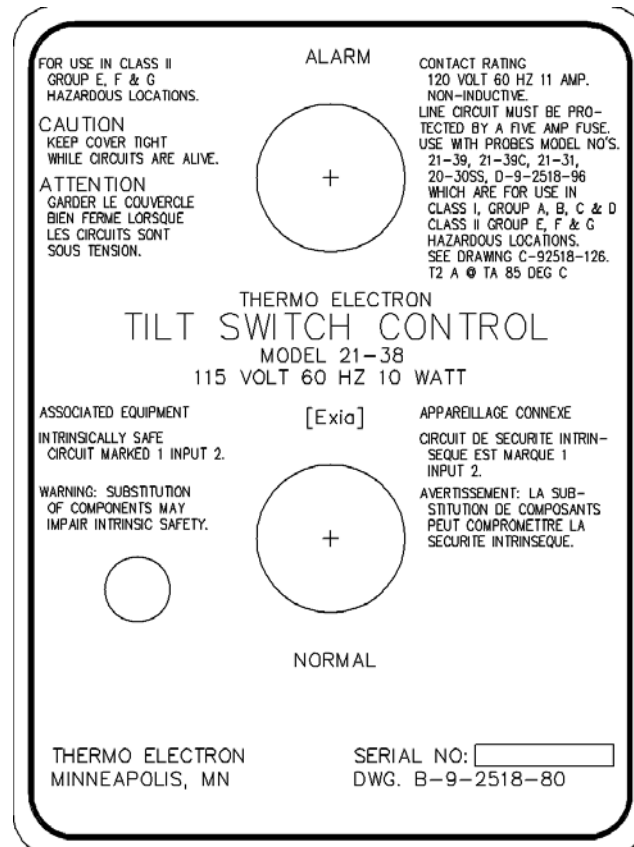 ALARM
FOR USE IN CLASS II
GROUP E, F & G
HAZARDOUS LOCATIONS.
CAUTION
KEEP COVER TIGHT
WHILE CIRCUITS ARE ALIVE.
ATTENTION
GARDER LE COUVERCLE
BIEN FERME LORSQUE
LES CIRCUITS SONT
SOUS TENSION.
CONTACT RATING
120 VOLT 60 HZ 11 AMP.
NON-INDUCTIVE.
LINE CIRCUIT MUST BE PRO-
TECTED BY A FIVE AMP FUSE.
USE WITH PROBES MODEL NO'S.
21-39, 21-39C, 21-31,
20-30SS, D-9-2518-96
WHICH ARE FOR USE IN
CLASS I, GROUP A, B, C & D
CLASS II GROUP E, F & G
HAZARDOUS LOCATIONS.
SEE DRAWING C-92518-126.
T2 A @ TA 85 DEG C
THERMO ELECTRON
TILT SWITCH CONTROL
MODEL 21-38
115 VOLT 60 HZ 10 WATT
ASSOCIATED EQUIPMENT
INTRINSICALLY SAFE
CIRCUIT MARKED 1 INPUT 2.
WARNING: SUBSTITUTION
OF COMPONENTS MAY
IMPAIR INTRINSIC SAFETY.
[Exia]
APPAREILLAGE CONNEXE
CIRCUIT DE SECURITE INTRIN-
SEQUE EST MARQUE 1
INPUT 2.
AVERTISSEMENT: LA SUB-
STITUTION DE COMPOSANTS
PEUT COMPROMETTRE LA
SECURITE INTRINSEQUE.
NORMAL
THERMO ELECTRON
MINNEAPOLIS, MN
SERIAL NO:
DWG. B-9-2518-80